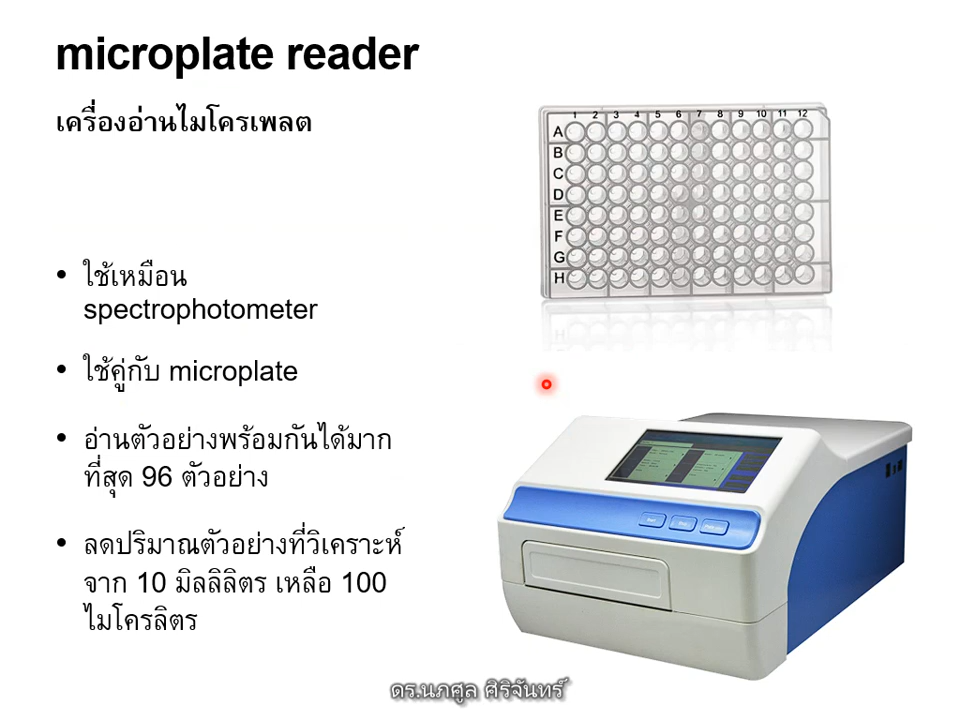 microplate reader
เครื่องอ่านไมโครเพลต
• ใช้เหมือน
spectrophotometer
• ใช้คู่กับ microplate
• อ่านตัวอย่างพร้อมกันได้มาก
ที่สุด 96 ตัวอย่าง
• ลดปริมาณตัวอย่างที่วิเคราะห์
จาก 10 มิลลิลิตร เหลือ 100
ไมโครลิตร
1 2 3 4 5 6 7 8 9 10 11 12
A
B
C
D
E
F
G
H
ดร.นภศูล ศิริจันทร์